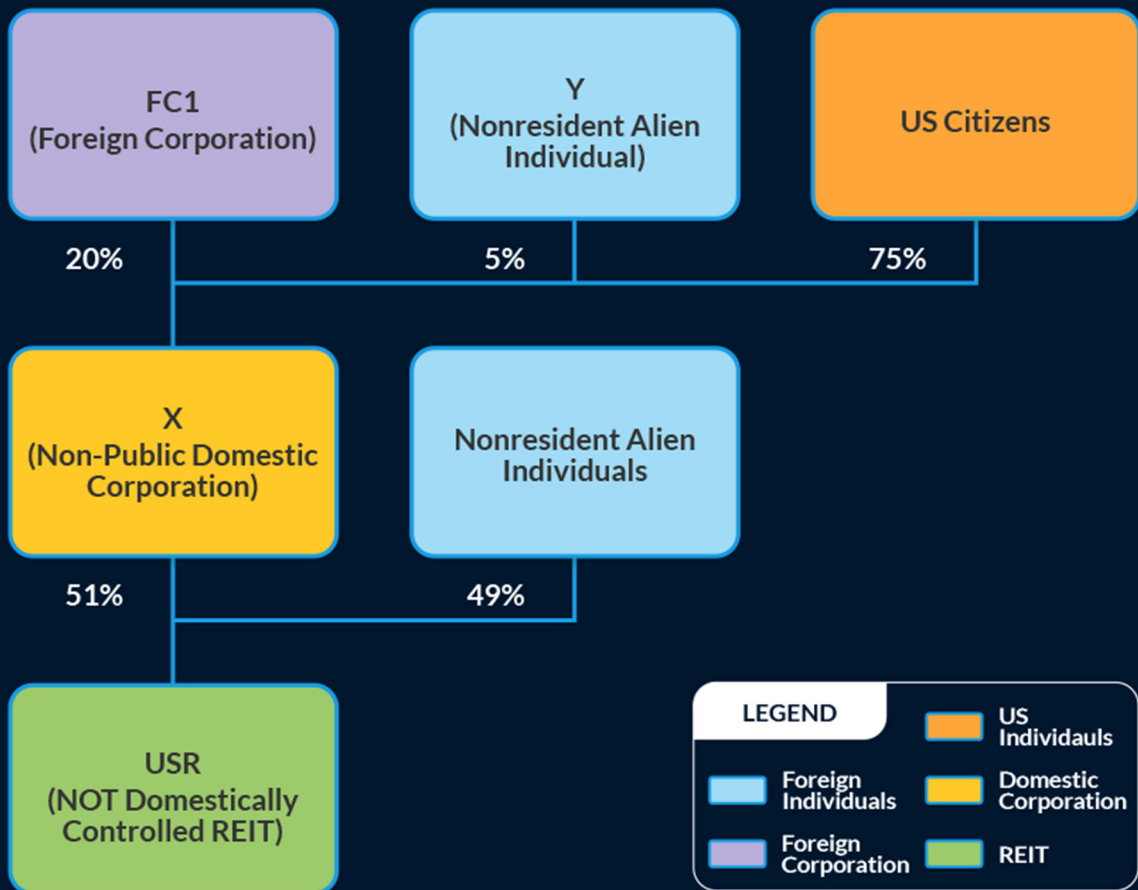 FC1
(Foreign Corporation)
Y
(Nonresident Alien
Individual)
US Citizens
20%
5%
75%
X
(Non-Public Domestic
Corporation)
Nonresident Alien
Individuals
51%
49%
USR
(NOT Domestically
Controlled REIT)
LEGEND
US
Individauls
Foreign
Individuals
Domestic
Corporation
Foreign
Corporation
REIT